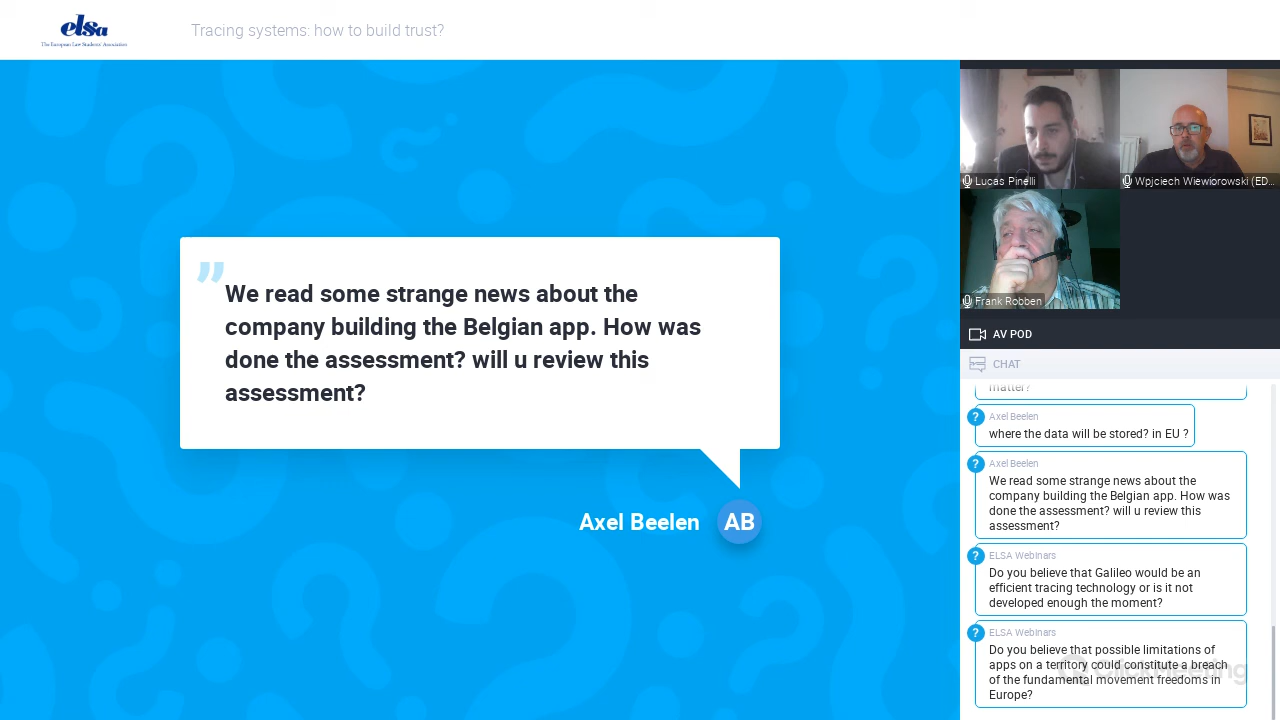 elsa
The European Law Students' Association
Tracing systems: how to build trust?
”
We read some strange news about the
company building the Belgian app. How was
done the assessment? will u review this
assessment?
Axel Beelen
AB
Lucas Pinelli
Wpjciech Wiewiorowski (ED...
Frank Robben
AV POD
CHAT
matter?
?
Axel Beelen
where the data will be stored? in EU ?
?
Axel Beelen
We read some strange news about the
company building the Belgian app. How was
done the assessment? will u review this
assessment?
?
ELSA Webinars
Do you believe that Galileo would be an
efficient tracing technology or is it not
developed enough the moment?
?
ELSA Webinars
Do you believe that possible limitations of
apps on a territory could constitute a breach
of the fundamental movement freedoms in
Europe?
ClickMeeting